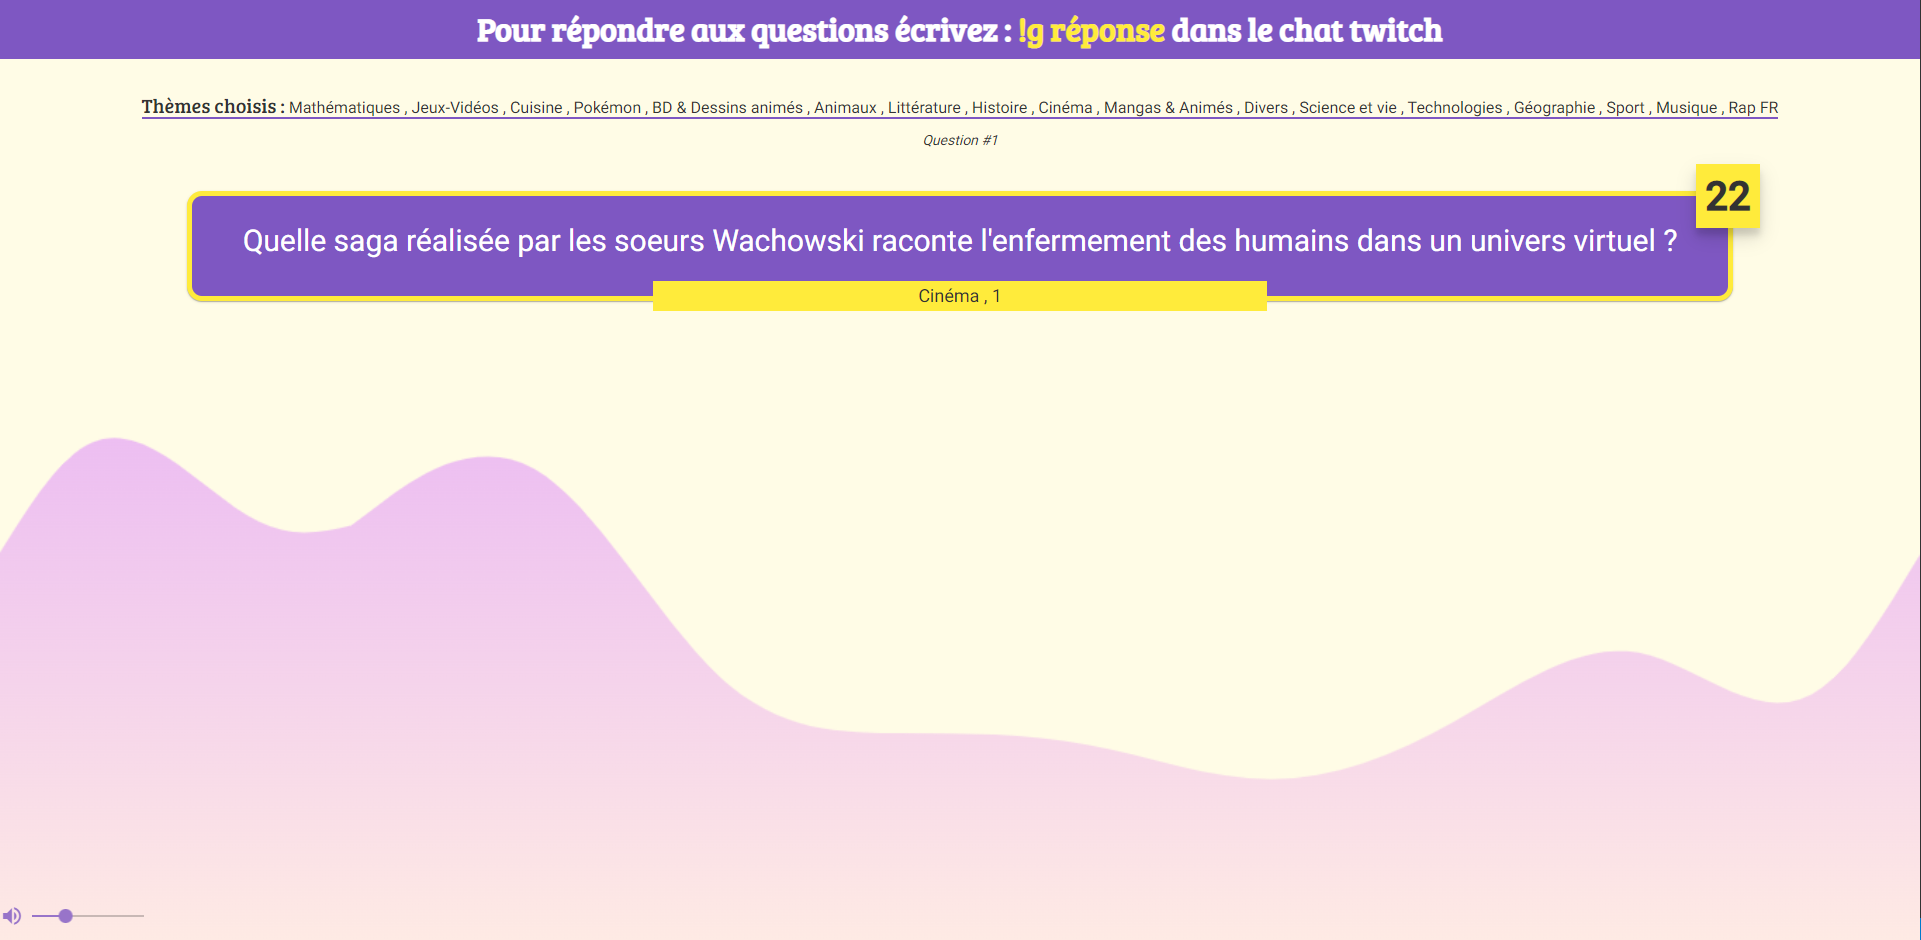 Pour répondre aux questions écrivez : !g réponse dans le chat twitch
Thèmes choisis : Mathématiques , Jeux-Vidéos , Cuisine , Pokémon , BD & Dessins animés , Animaux , Littérature , Histoire , Cinéma , Mangas & Animés , Divers , Science et vie , Technologies , Géographie , Sport , Musique , Rap FR
Question #1
22
Quelle saga réalisée par les soeurs Wachowski raconte l'enfermement des humains dans un univers virtuel ?
Cinéma , 1